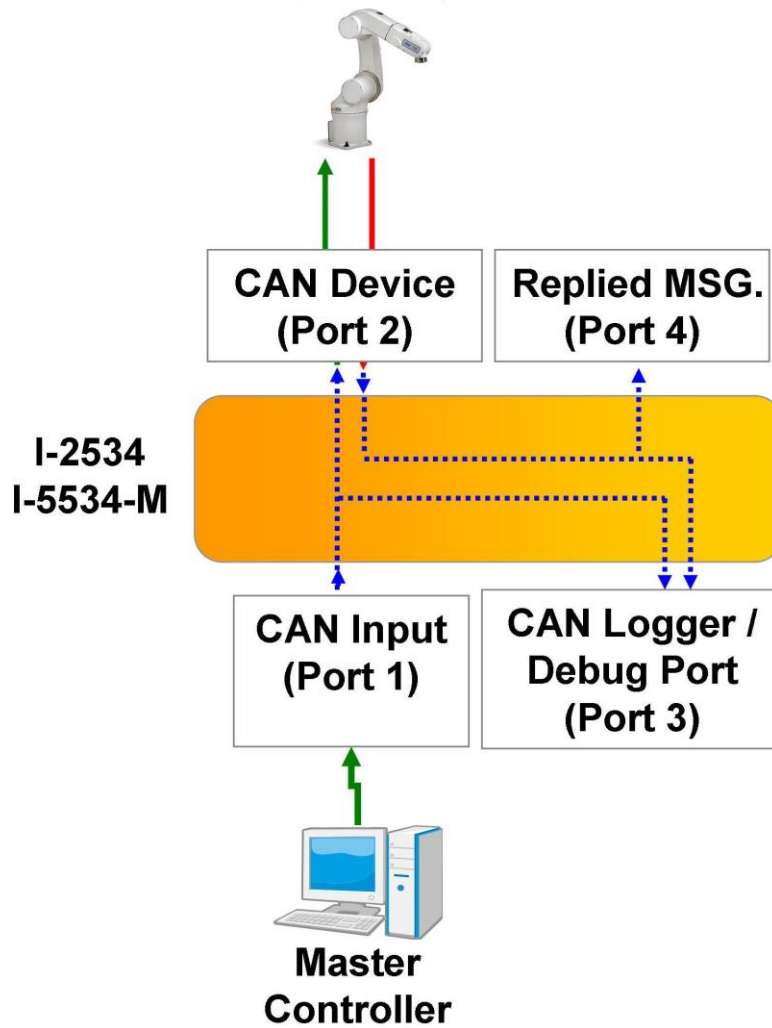 CAN Device
(Port 2)
Replied MSG.
(Port 4)
I-2534
I-5534-M
CAN Input
(Port 1)
CAN Logger /
Debug Port
(Port 3)
Master
Controller